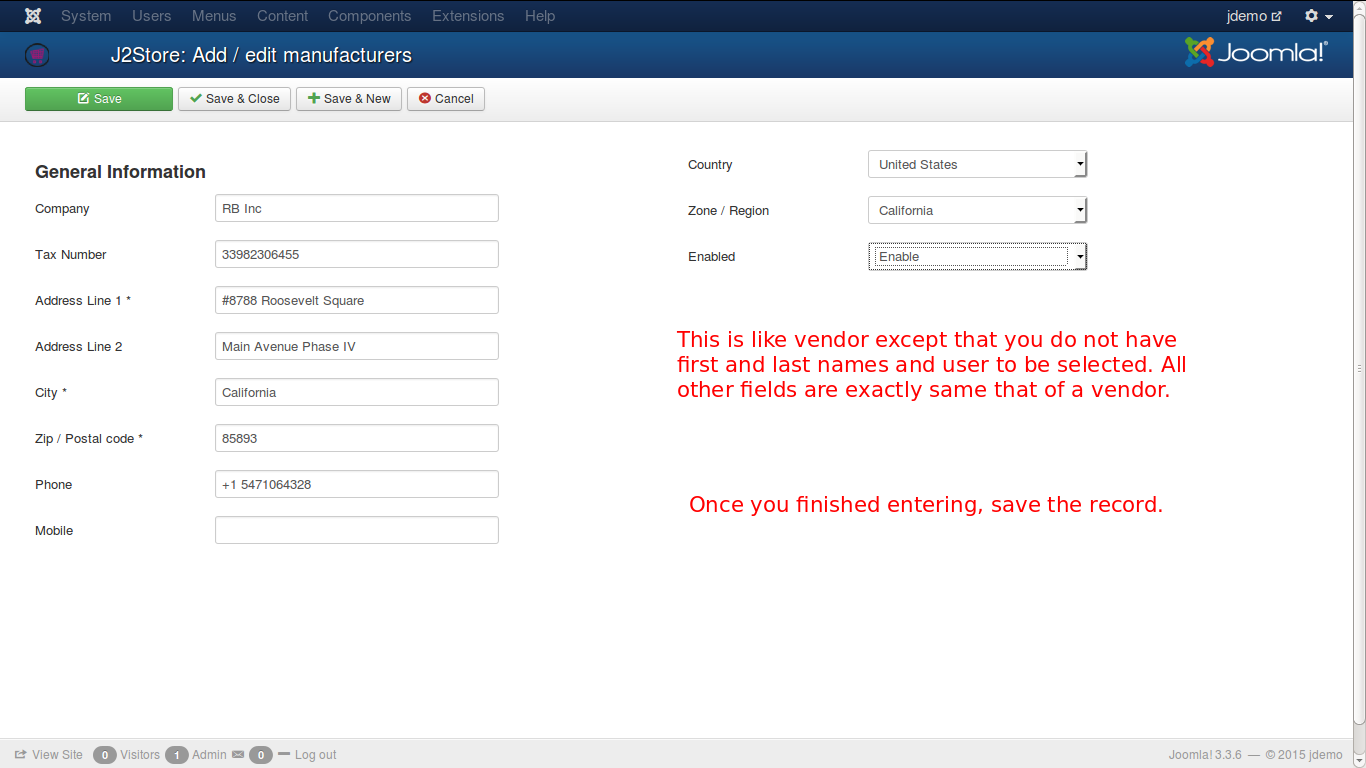 System Users Menus Content Components Extensions Help jdemo
J2Store: Add / edit manufacturers
Joomla!®
Save Save & Close Save & New Cancel
General Information
Company RB Inc
Tax Number 33982306455
Address Line 1 * #8788 Roosevelt Square
Address Line 2 Main Avenue Phase IV
City * California
Zip / Postal code * 85893
Phone +1 5471064328
Mobile
Country United States
Zone / Region California
Enabled Enable
This is like vendor except that you do not have
first and last names and user to be selected. All
other fields are exactly same that of a vendor.
Once you finished entering, save the record.
View Site 0 Visitors 1 Admin 0 Log out Joomla! 3.3.6 — © 2015 jdemo